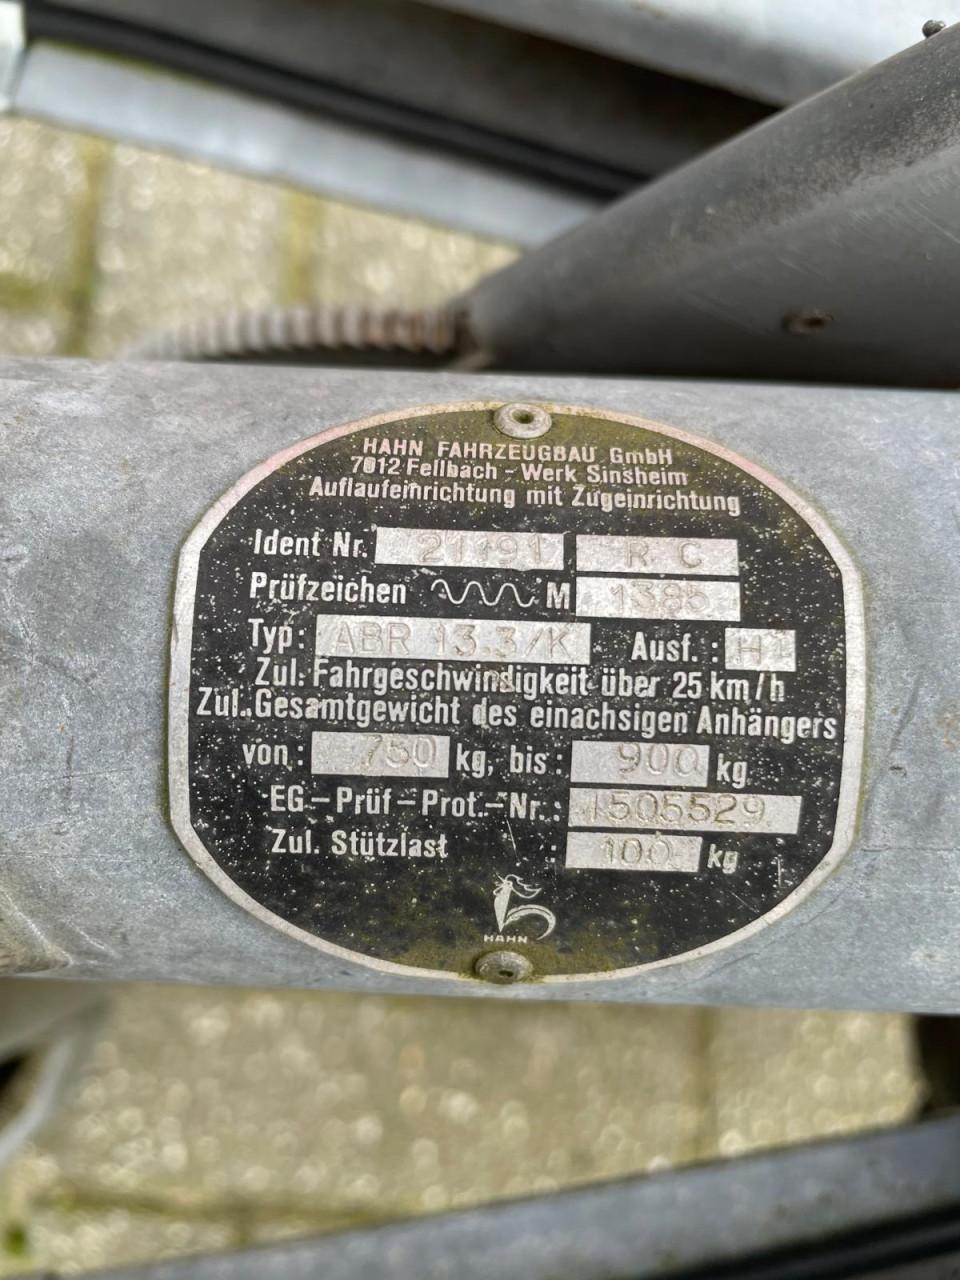 HAHN FAHRZEUGBAU GmbH
7012 Fellbach - Werk Sinsheim
Auflaufeinrichtung mit Zugeinrichtung
Ident Nr. 21191 R C
Prüfzeichen M 1385
Typ: ABR 13.3/K Ausf.: H1
Zul. Fahrgeschwindigkeit über 25 km/h
Zul. Gesamtgewicht des einachsigen Anhängers
von: 750 kg, bis: 900 kg
EG-Prüf-Prot.-Nr.: 1505529
Zul. Stützlast : 100 kg
HAHN